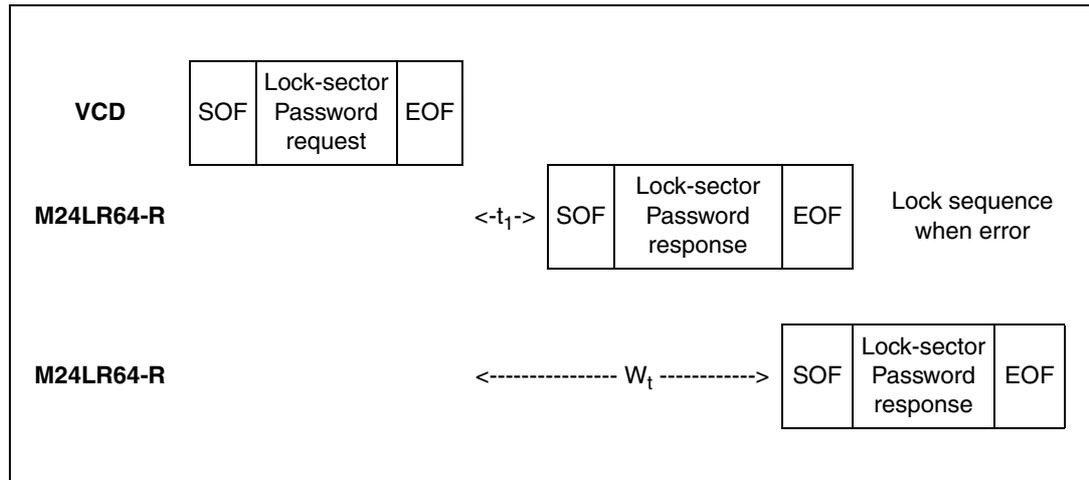 VCD
SOF
Lock-sector
Password
request
EOF
M24LR64-R
<-t₁->
SOF
Lock-sector
Password
response
EOF
Lock sequence
when error
M24LR64-R
<---------------- Wₜ ------------>
SOF
Lock-sector
Password
response
EOF